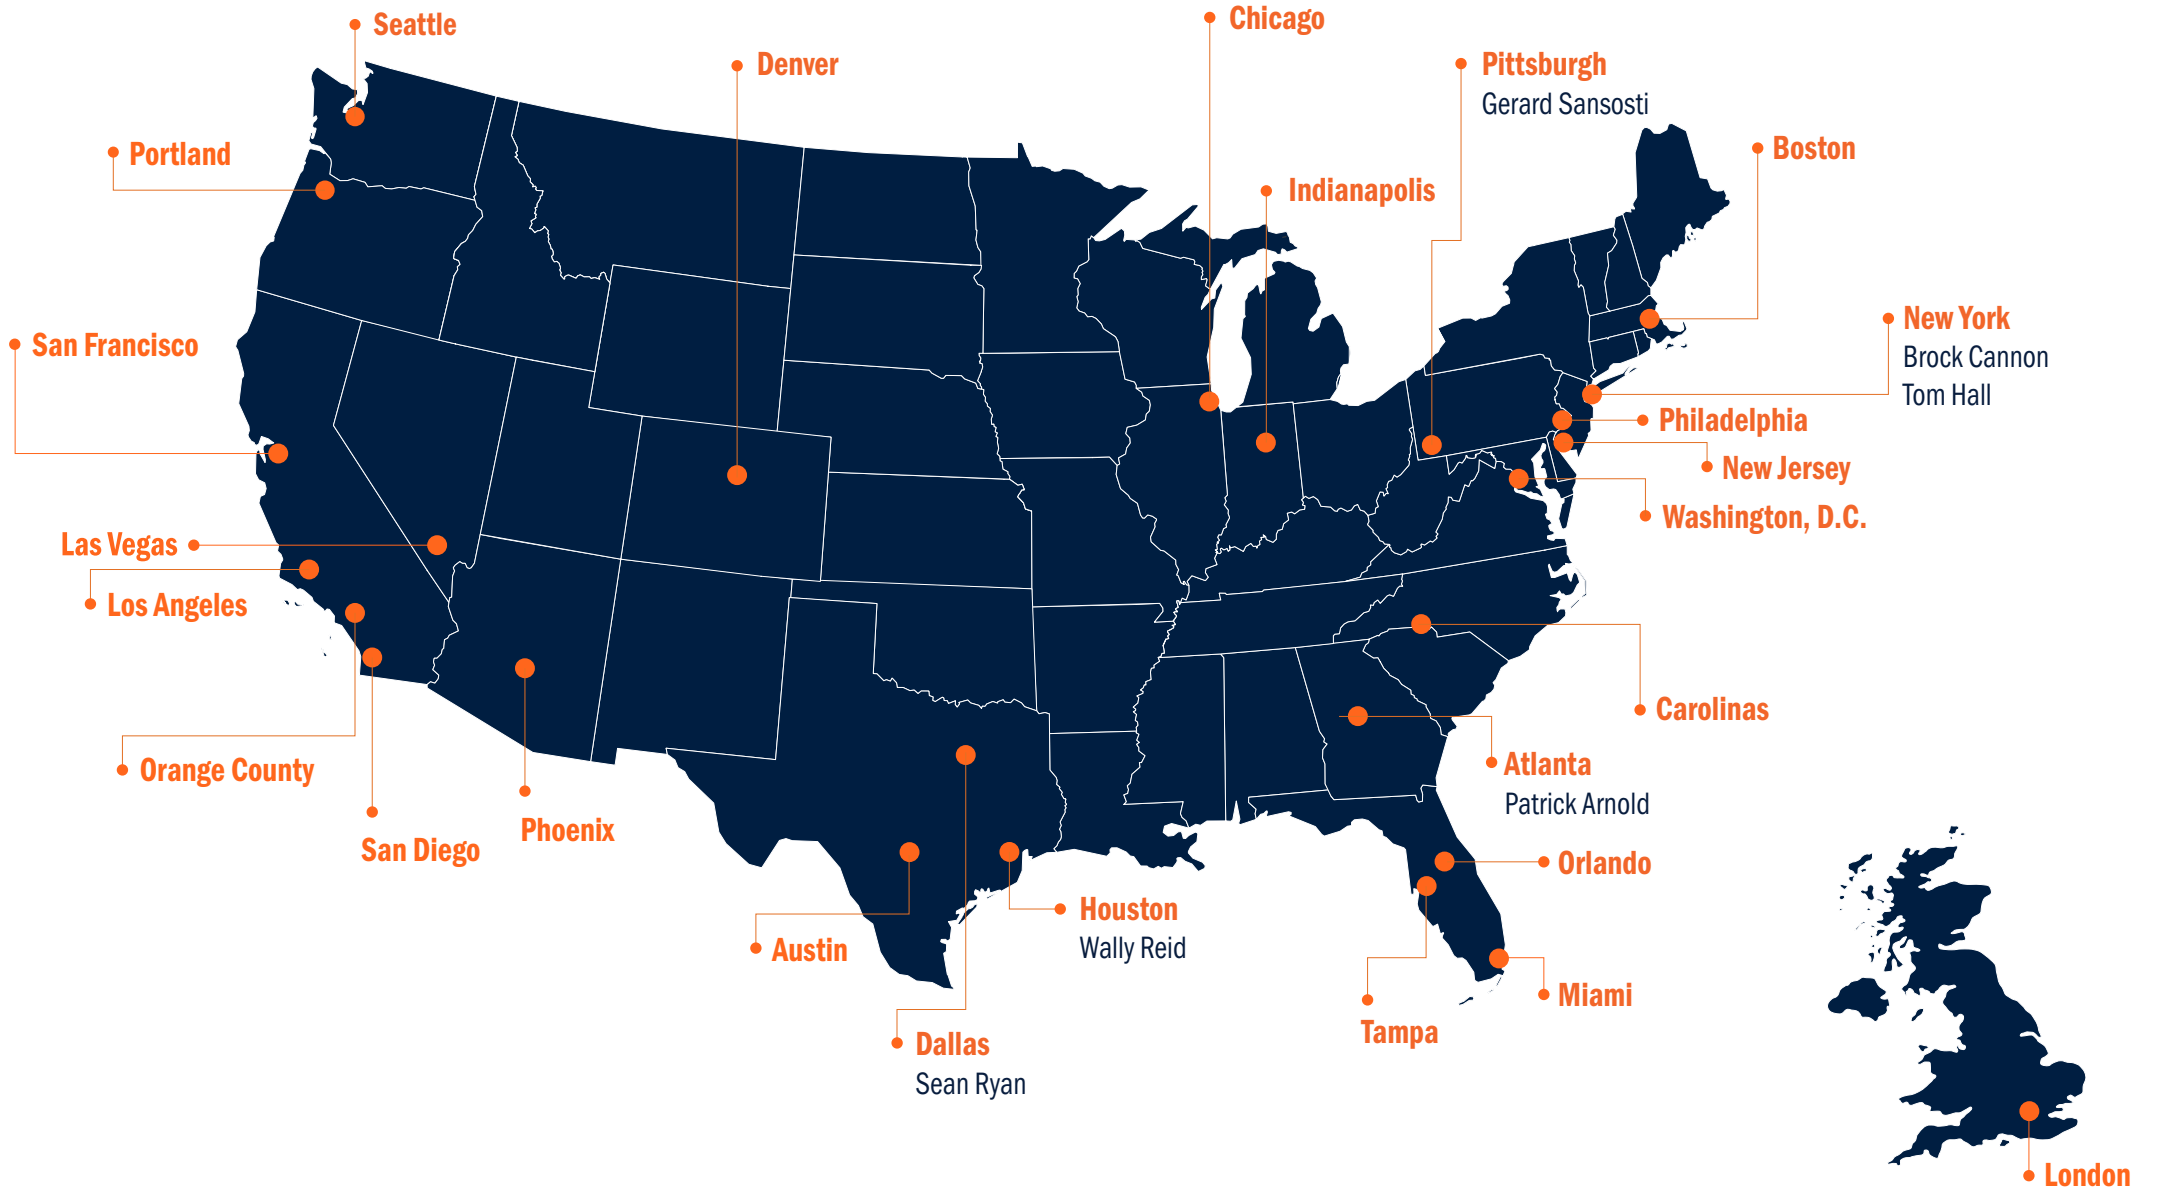 Seattle
Chicago
Denver
Pittsburgh
Gerard Sansosti
Portland
Boston
Indianapolis
San Francisco
New York
Brock Cannon
Tom Hall
Philadelphia
New Jersey
Washington, D.C.
Las Vegas
Los Angeles
Carolinas
Orange County
Atlanta
Patrick Arnold
San Diego
Phoenix
Orlando
Houston
Wally Reid
Austin
Miami
Tampa
Dallas
Sean Ryan
London